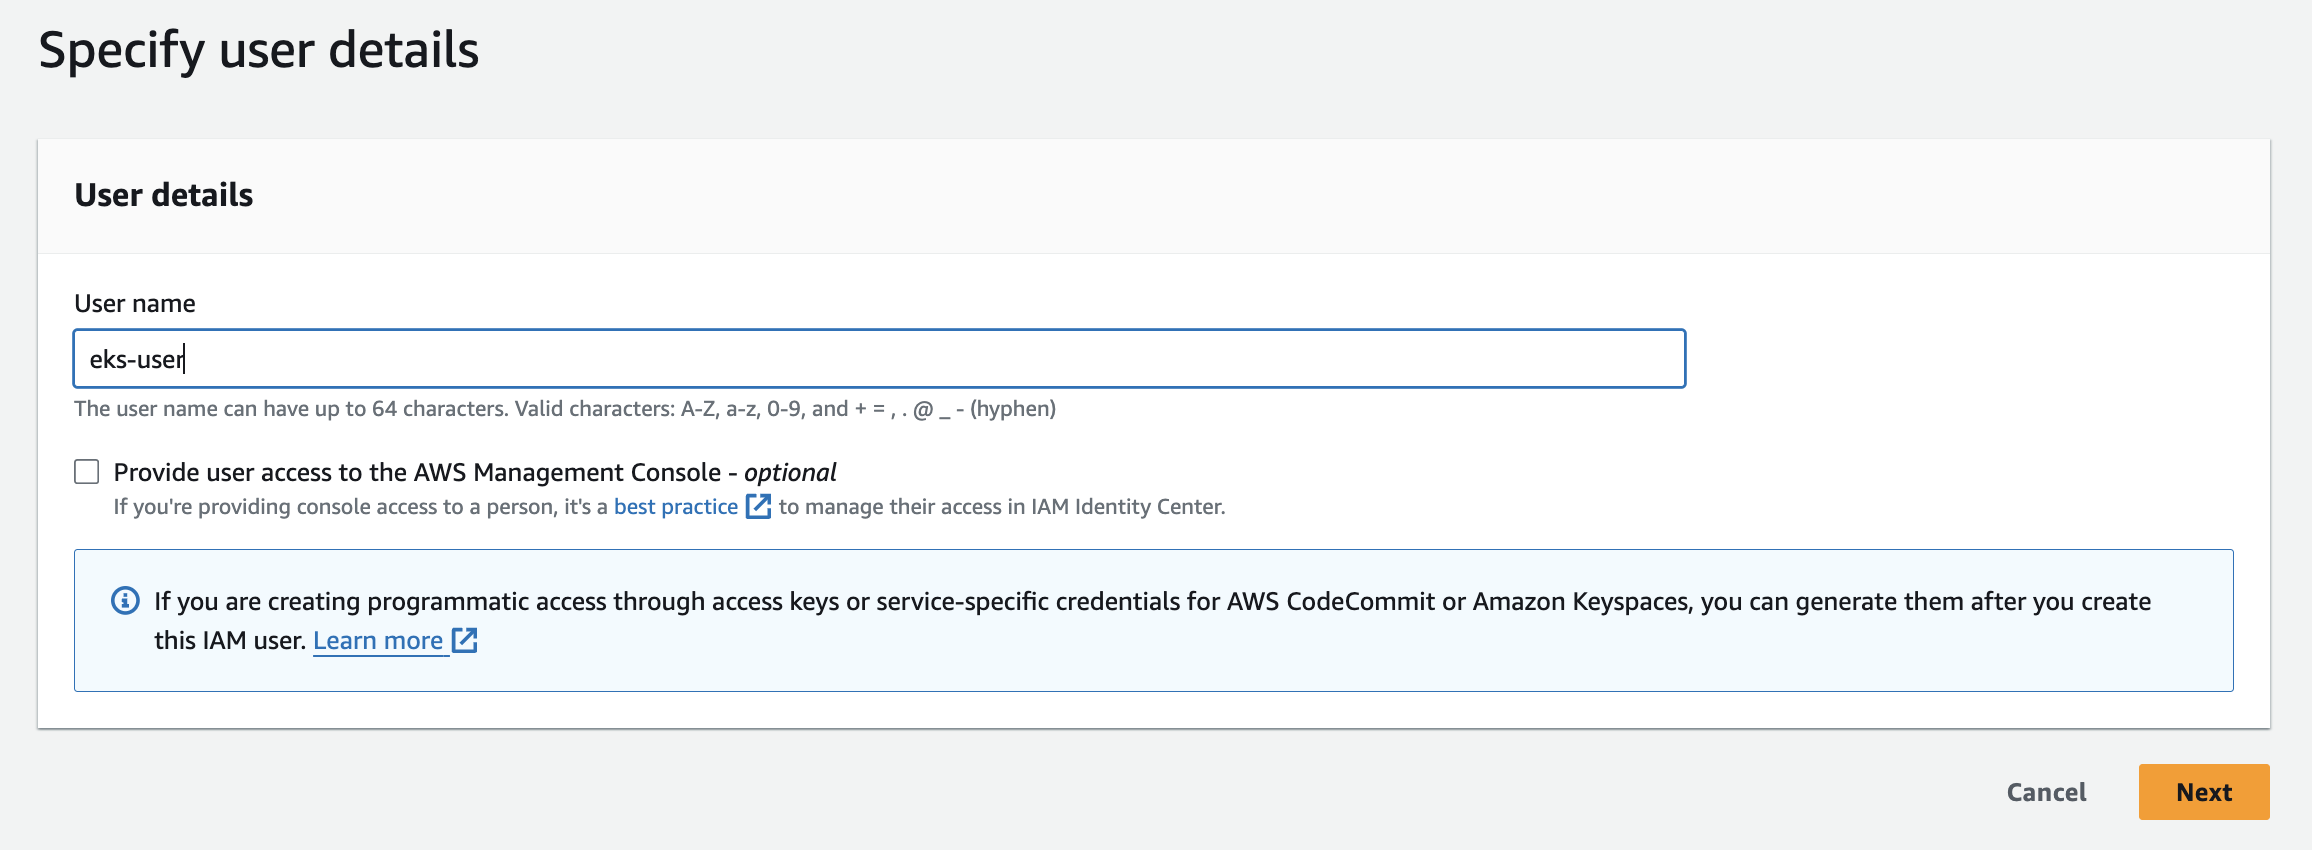 Specify user details
User details
User name
eks-user
The user name can have up to 64 characters. Valid characters: A-Z, a-z, 0-9, and + = , . @ _ - (hyphen)
Provide user access to the AWS Management Console - optional
If you're providing console access to a person, it's a best practice to manage their access in IAM Identity Center.
If you are creating programmatic access through access keys or service-specific credentials for AWS CodeCommit or Amazon Keyspaces, you can generate them after you create
this IAM user. Learn more
Cancel
Next